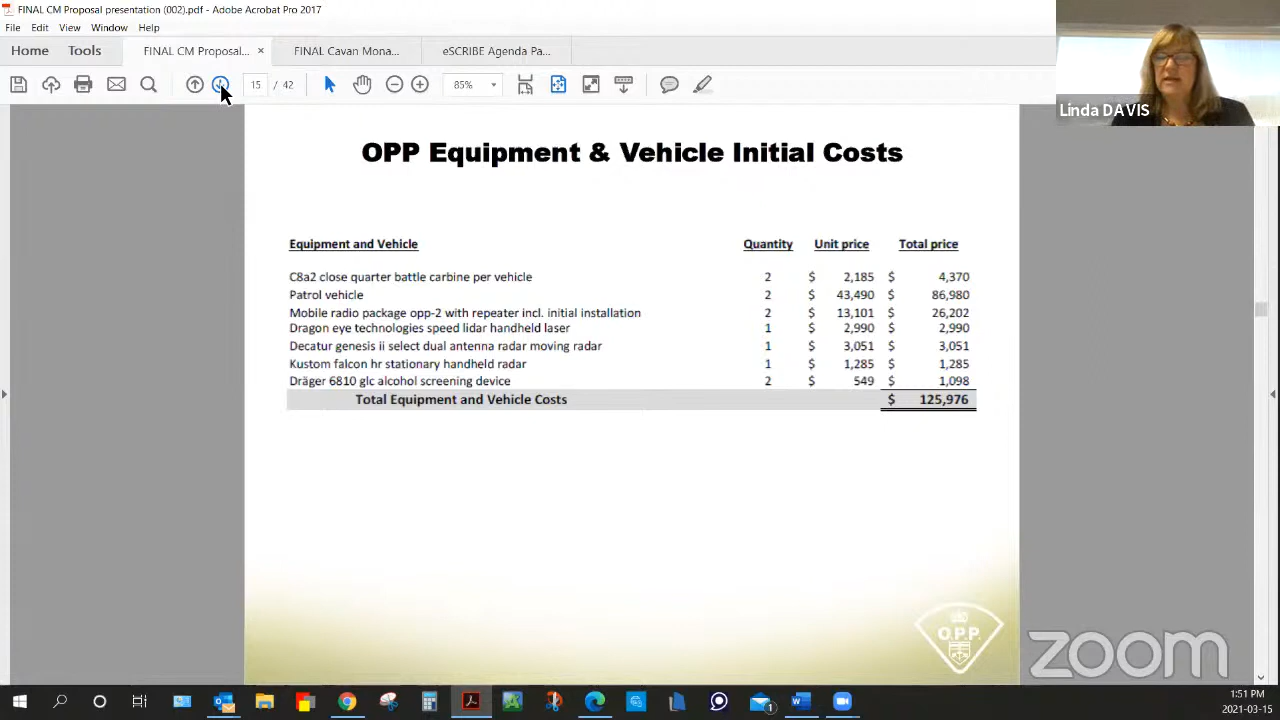 FINAL CM Proposal presentation (002).pdf - Adobe Acrobat Pro 2017
File Edit View Window Help
Home Tools FINAL CM Proposal... × FINAL Cavan Mona... eSCRIBE Agenda Pa...
15 / 42 85%
Linda DAVIS
OPP Equipment & Vehicle Initial Costs
Equipment and Vehicle Quantity Unit price Total price
C8a2 close quarter battle carbine per vehicle 2 $ 2,185 $ 4,370
Patrol vehicle 2 $ 43,490 $ 86,980
Mobile radio package opp-2 with repeater incl. initial installation 2 $ 13,101 $ 26,202
Dragon eye technologies speed lidar handheld laser 1 $ 2,990 $ 2,990
Decatur genesis ii select dual antenna radar moving radar 1 $ 3,051 $ 3,051
Kustom falcon hr stationary handheld radar 1 $ 1,285 $ 1,285
Dräger 6810 glc alcohol screening device 2 $ 549 $ 1,098
Total Equipment and Vehicle Costs $ 125,976
O.P.P.
zoom
1:51 PM
2021-03-15